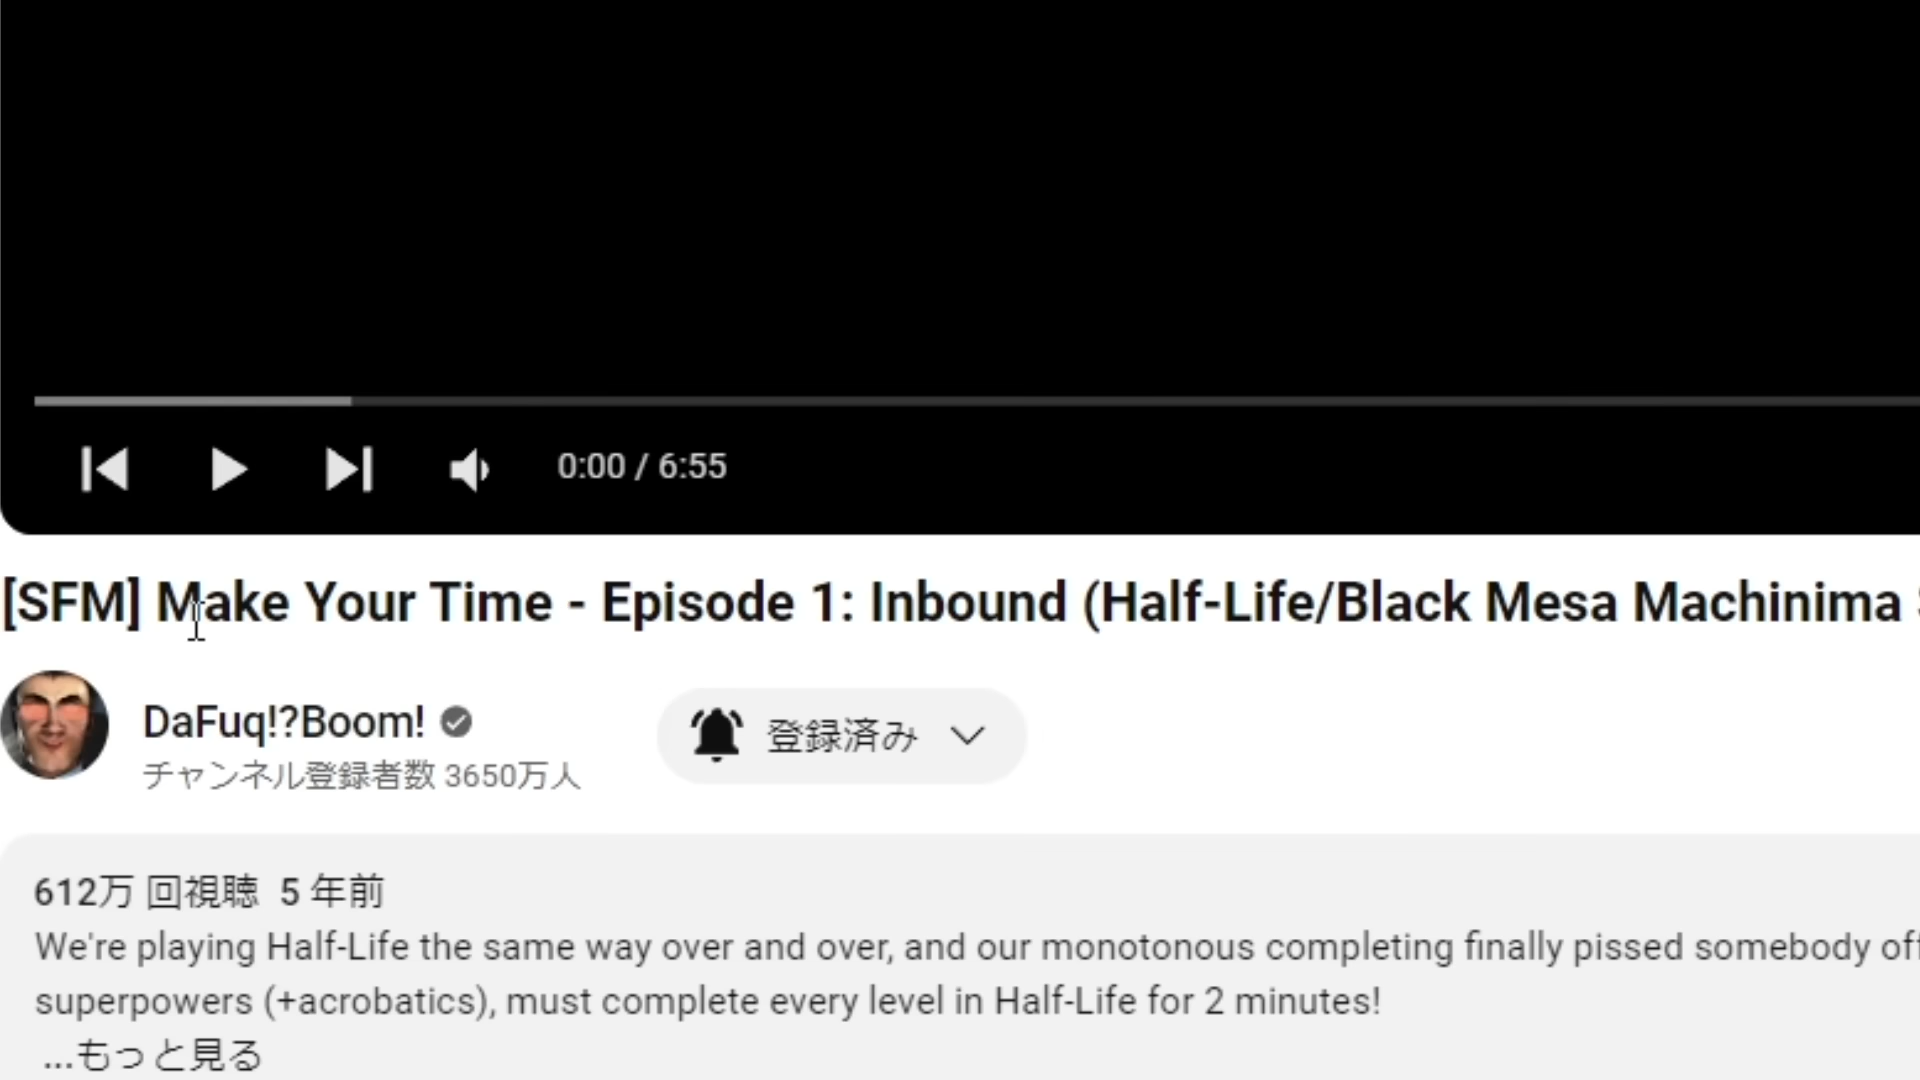 0:00 / 6:55
[SFM] Make Your Time - Episode 1: Inbound (Half-Life/Black Mesa Machinima
DaFuq!?Boom!
登録済み
チャンネル登録者数 3650万人
612万 回視聴 5 年前
We're playing Half-Life the same way over and over, and our monotonous completing finally pissed somebody off
superpowers (+acrobatics), must complete every level in Half-Life for 2 minutes!
...もっと見る